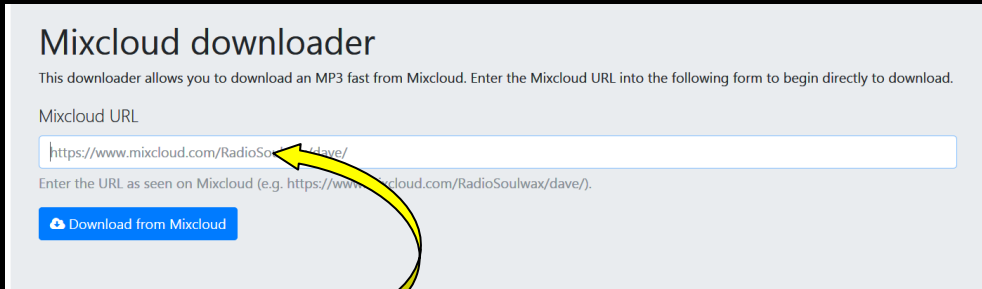 Mixcloud downloader
This downloader allows you to download an MP3 fast from Mixcloud. Enter the Mixcloud URL into the following form to begin directly to download.
Mixcloud URL
https://www.mixcloud.com/RadioSo /dave/
Enter the URL as seen on Mixcloud (e.g. https://www.mixcloud.com/RadioSoulwax/dave/).
Download from Mixcloud